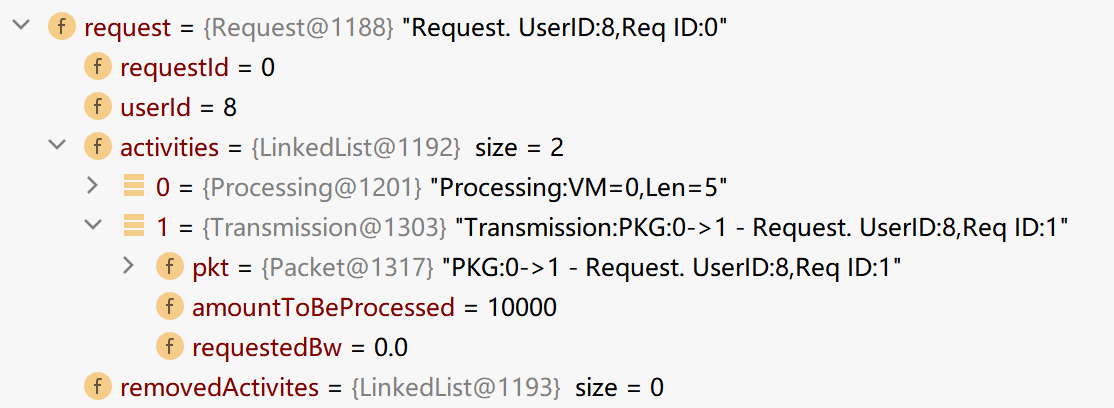 request = {Request@1188} "Request. UserID:8,Req ID:0"
requestId = 0
userId = 8
activities = {LinkedList@1192} size = 2
0 = {Processing@1201} "Processing:VM=0,Len=5"
1 = {Transmission@1303} "Transmission:PKG:0->1 - Request. UserID:8,Req ID:1"
pkt = {Packet@1317} "PKG:0->1 - Request. UserID:8,Req ID:1"
amountToBeProcessed = 10000
requestedBw = 0.0
removedActivites = {LinkedList@1193} size = 0